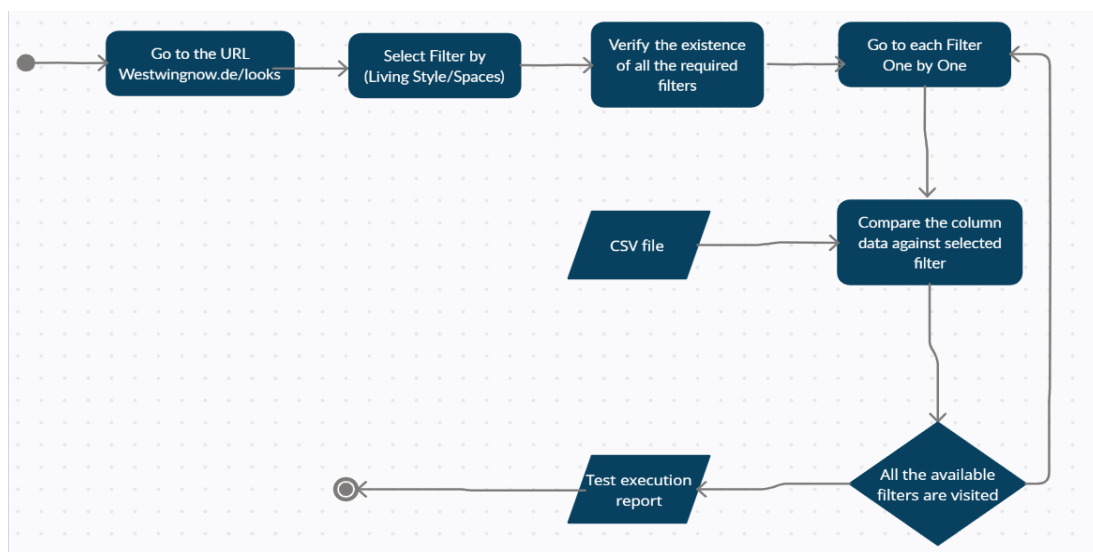 Go to the URL
Westwingnow.de/looks
Select Filter by
(Living Style/Spaces)
Verify the existence
of all the required
filters
Go to each Filter
One by One
CSV file
Compare the column
data against selected
filter
Test execution
report
All the available
filters are visited